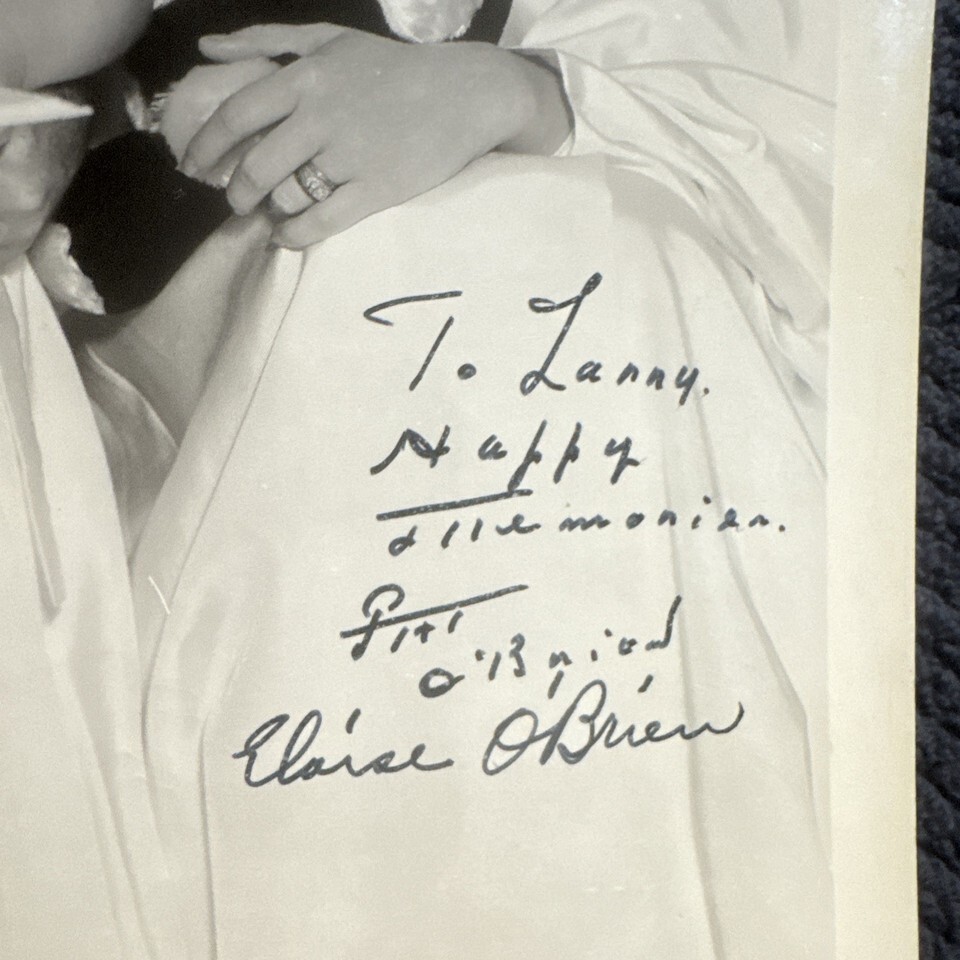 To Lanny.
Happy
Memories.
Pat
O'Brien
Eloise O'Brien